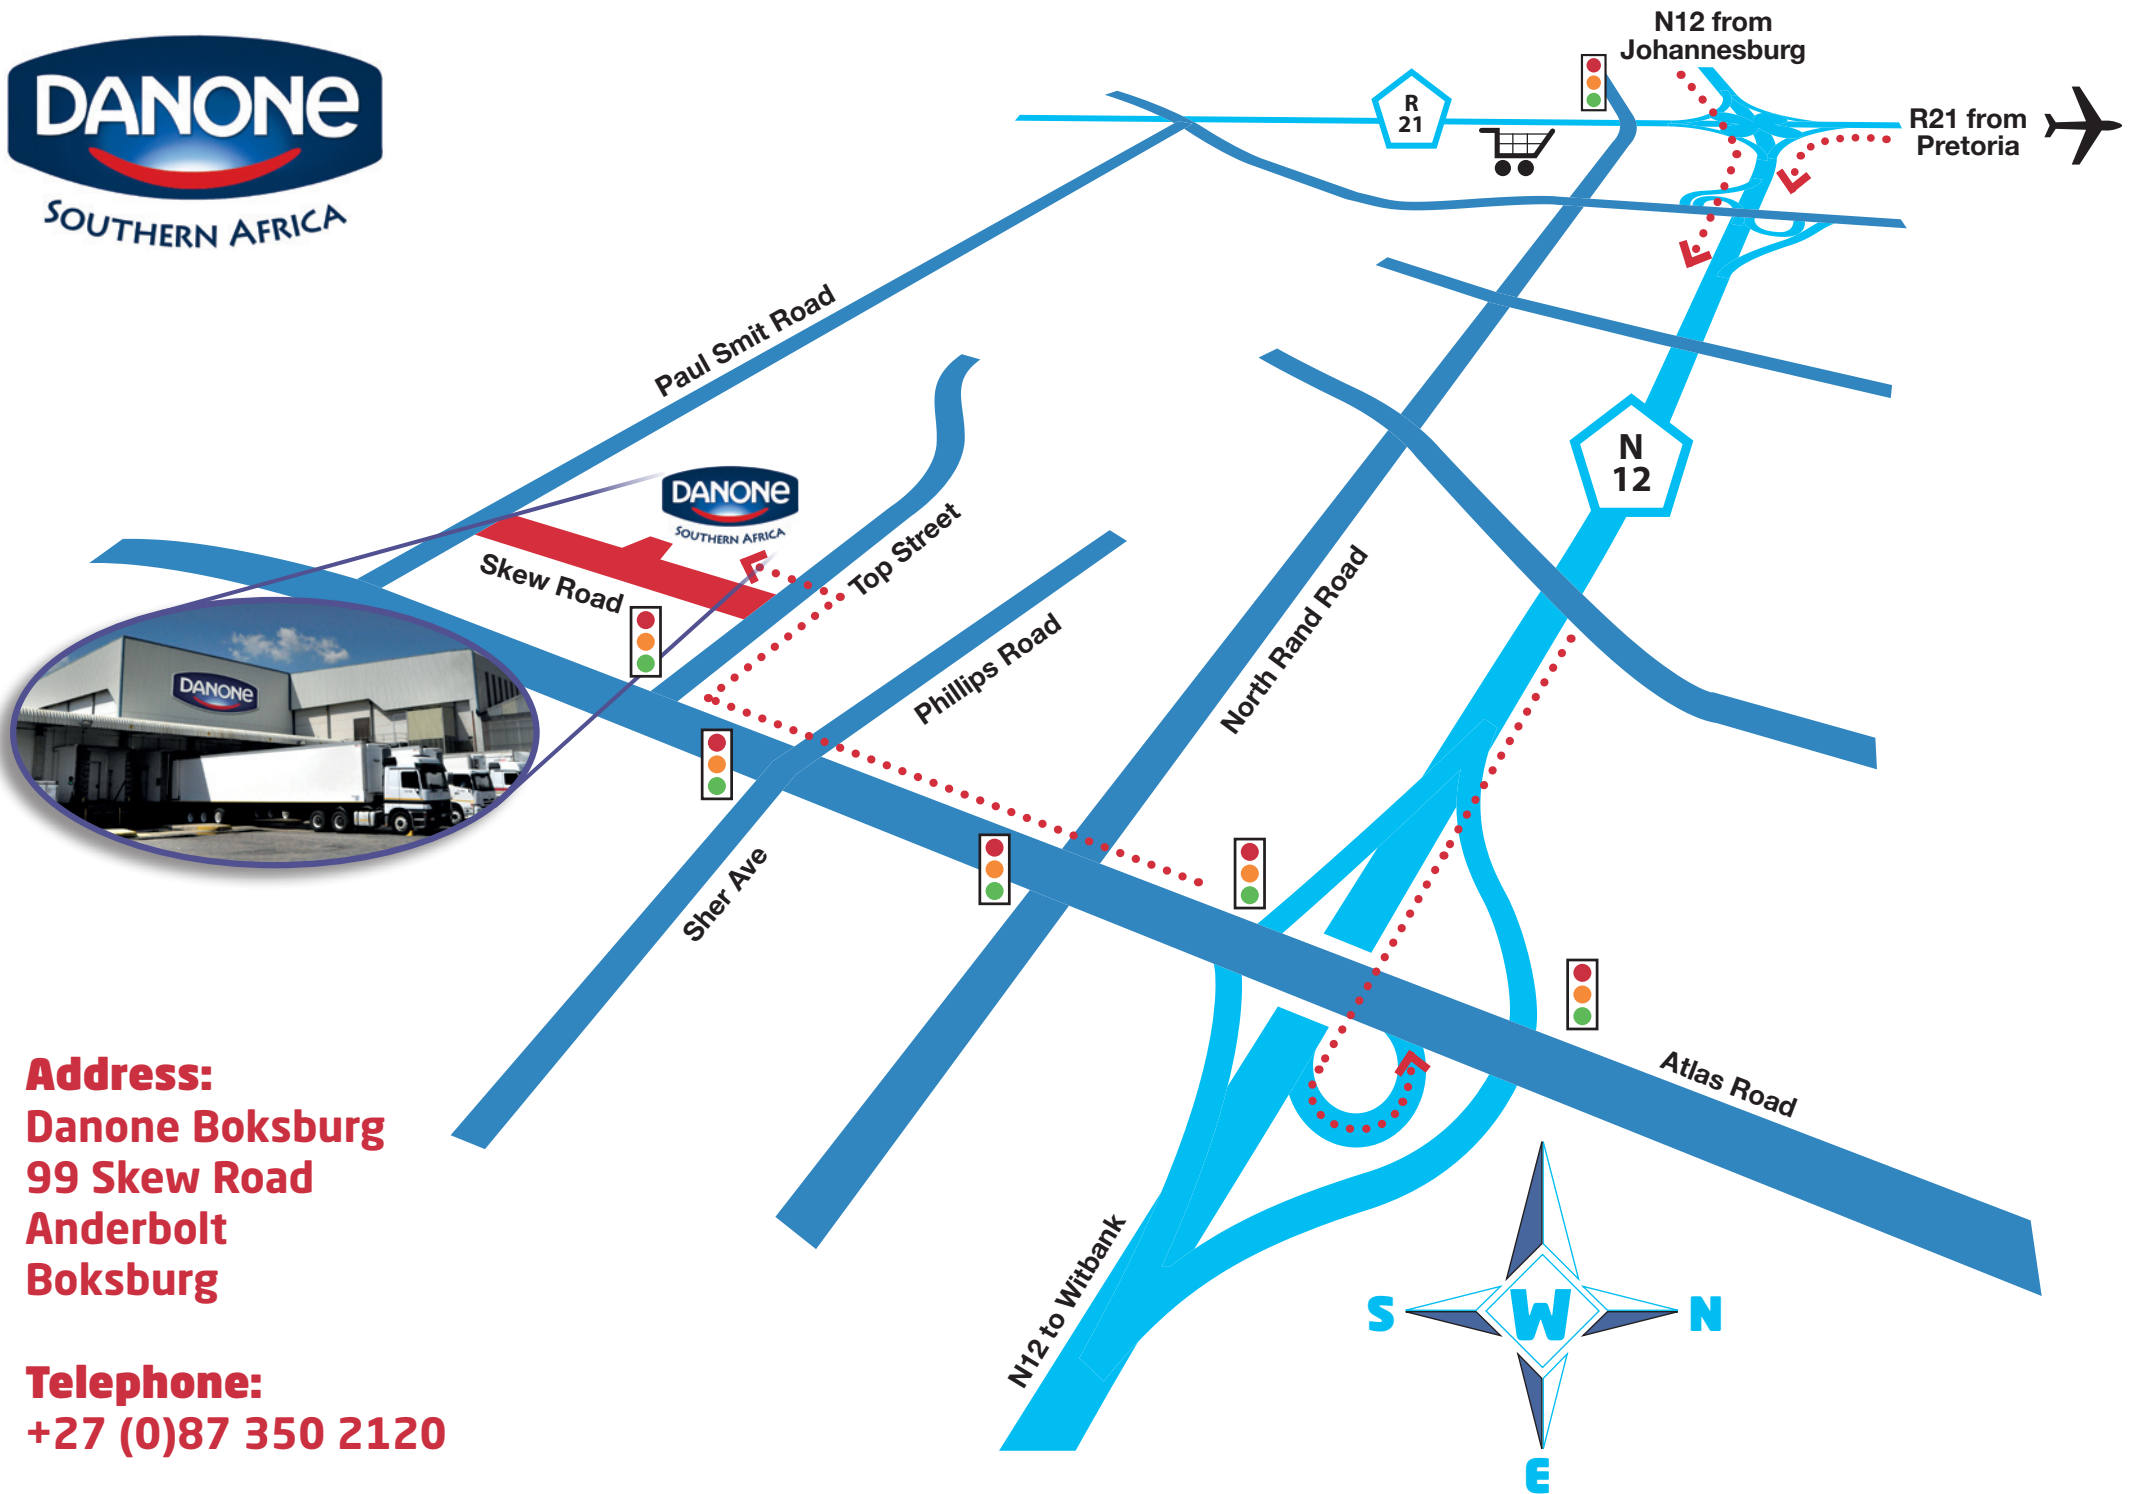 DANONE
SOUTHERN AFRICA
N12 from
Johannesburg
R21 from
Pretoria
R
21
Paul Smit Road
N
12
DANONE
SOUTHERN AFRICA
Skew Road
Top Street
Phillips Road
North Rand Road
DANONE
Sher Ave
Atlas Road
N12 to Witbank
Address:
Danone Boksburg
99 Skew Road
Anderbolt
Boksburg
Telephone:
+27 (0)87 350 2120
S
W
N
E